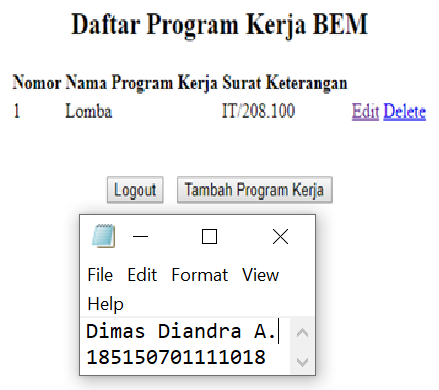 Daftar Program Kerja BEM
Nomor Nama Program Kerja Surat Keterangan
1 Lomba IT/208.100 Edit Delete
Logout Tambah Program Kerja
File Edit Format View
Help
Dimas Diandra A.
185150701111018